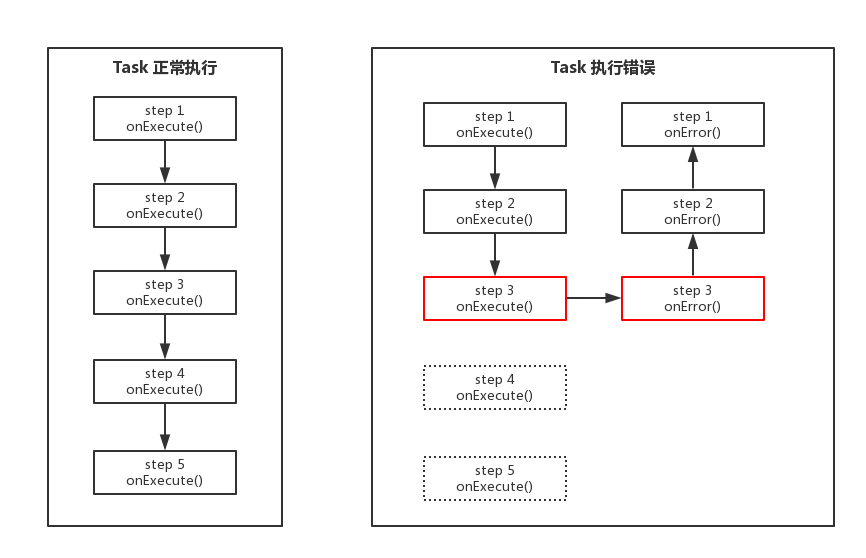 Task 正常执行
step 1
onExecute()
step 2
onExecute()
step 3
onExecute()
step 4
onExecute()
step 5
onExecute()
Task 执行错误
step 1
onExecute()
step 2
onExecute()
step 3
onExecute()
step 4
onExecute()
step 5
onExecute()
step 1
onError()
step 2
onError()
step 3
onError()